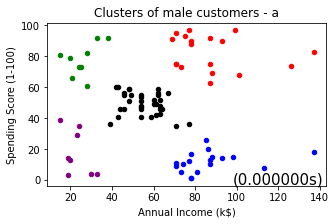 Clusters of male customers - a
100
80
60
40
20
0
Spending Score (1-100)
(0.000000s)
20 40 60 80 100 120 140
Annual Income (k$)